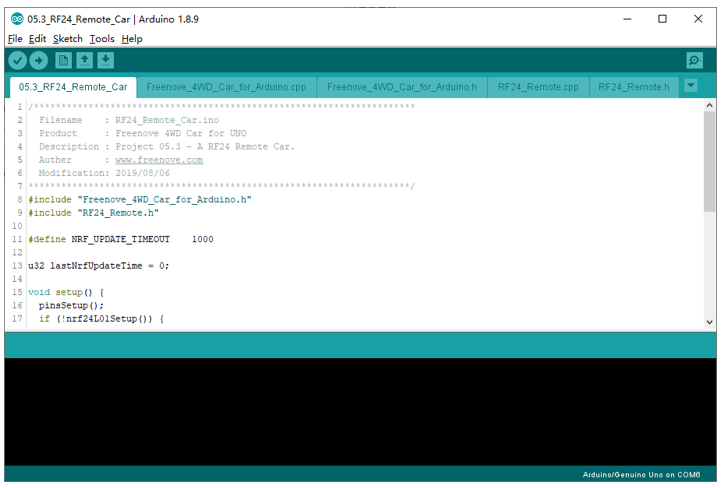 05.3_RF24_Remote_Car | Arduino 1.8.9
File Edit Sketch Tools Help
05.3_RF24_Remote_Car Freenove_4WD_Car_for_Arduino.cpp Freenove_4WD_Car_for_Arduino.h RF24_Remote.cpp RF24_Remote.h
1 /**********************************************************************
2 Filename : RF24_Remote_Car.ino
3 Product : Freenove 4WD Car for UNO
4 Description : Project 05.3 - A RF24 Remote Car.
5 Auther : www.freenove.com
6 Modification: 2019/08/06
7 **********************************************************************/
8 #include "Freenove_4WD_Car_for_Arduino.h"
9 #include "RF24_Remote.h"
10
11 #define NRF_UPDATE_TIMEOUT 1000
12
13 u32 lastNrfUpdateTime = 0;
14
15 void setup() {
16 pinsSetup();
17 if (!nrf24L01Setup()) {
Arduino/Genuino Uno on COM6